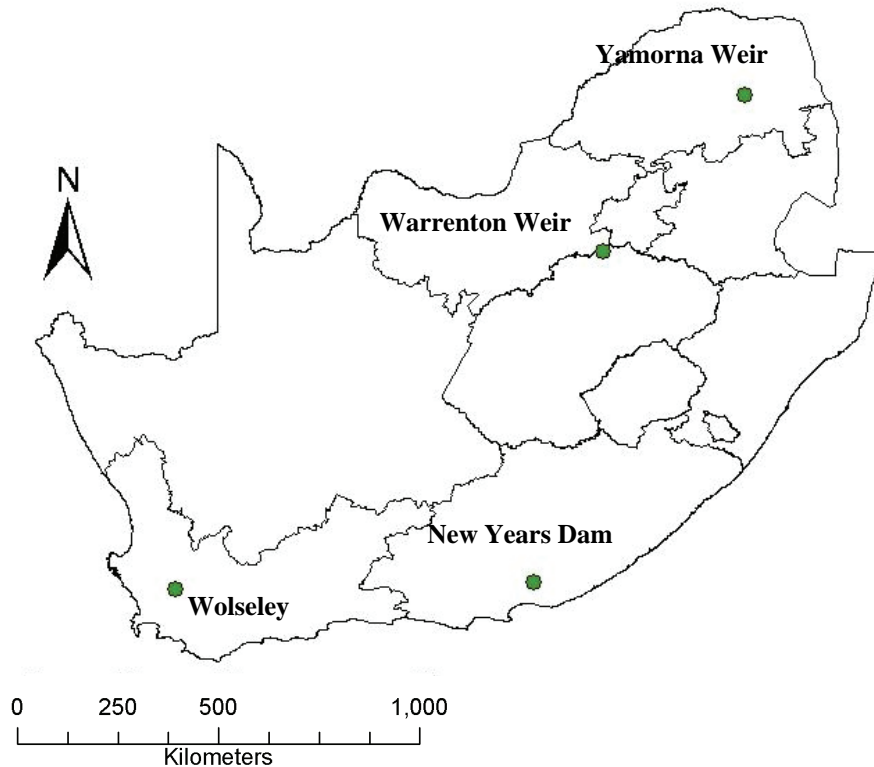 Yamorna Weir
N
Warrenton Weir
New Years Dam
Wolseley
0 250 500 1,000
Kilometers